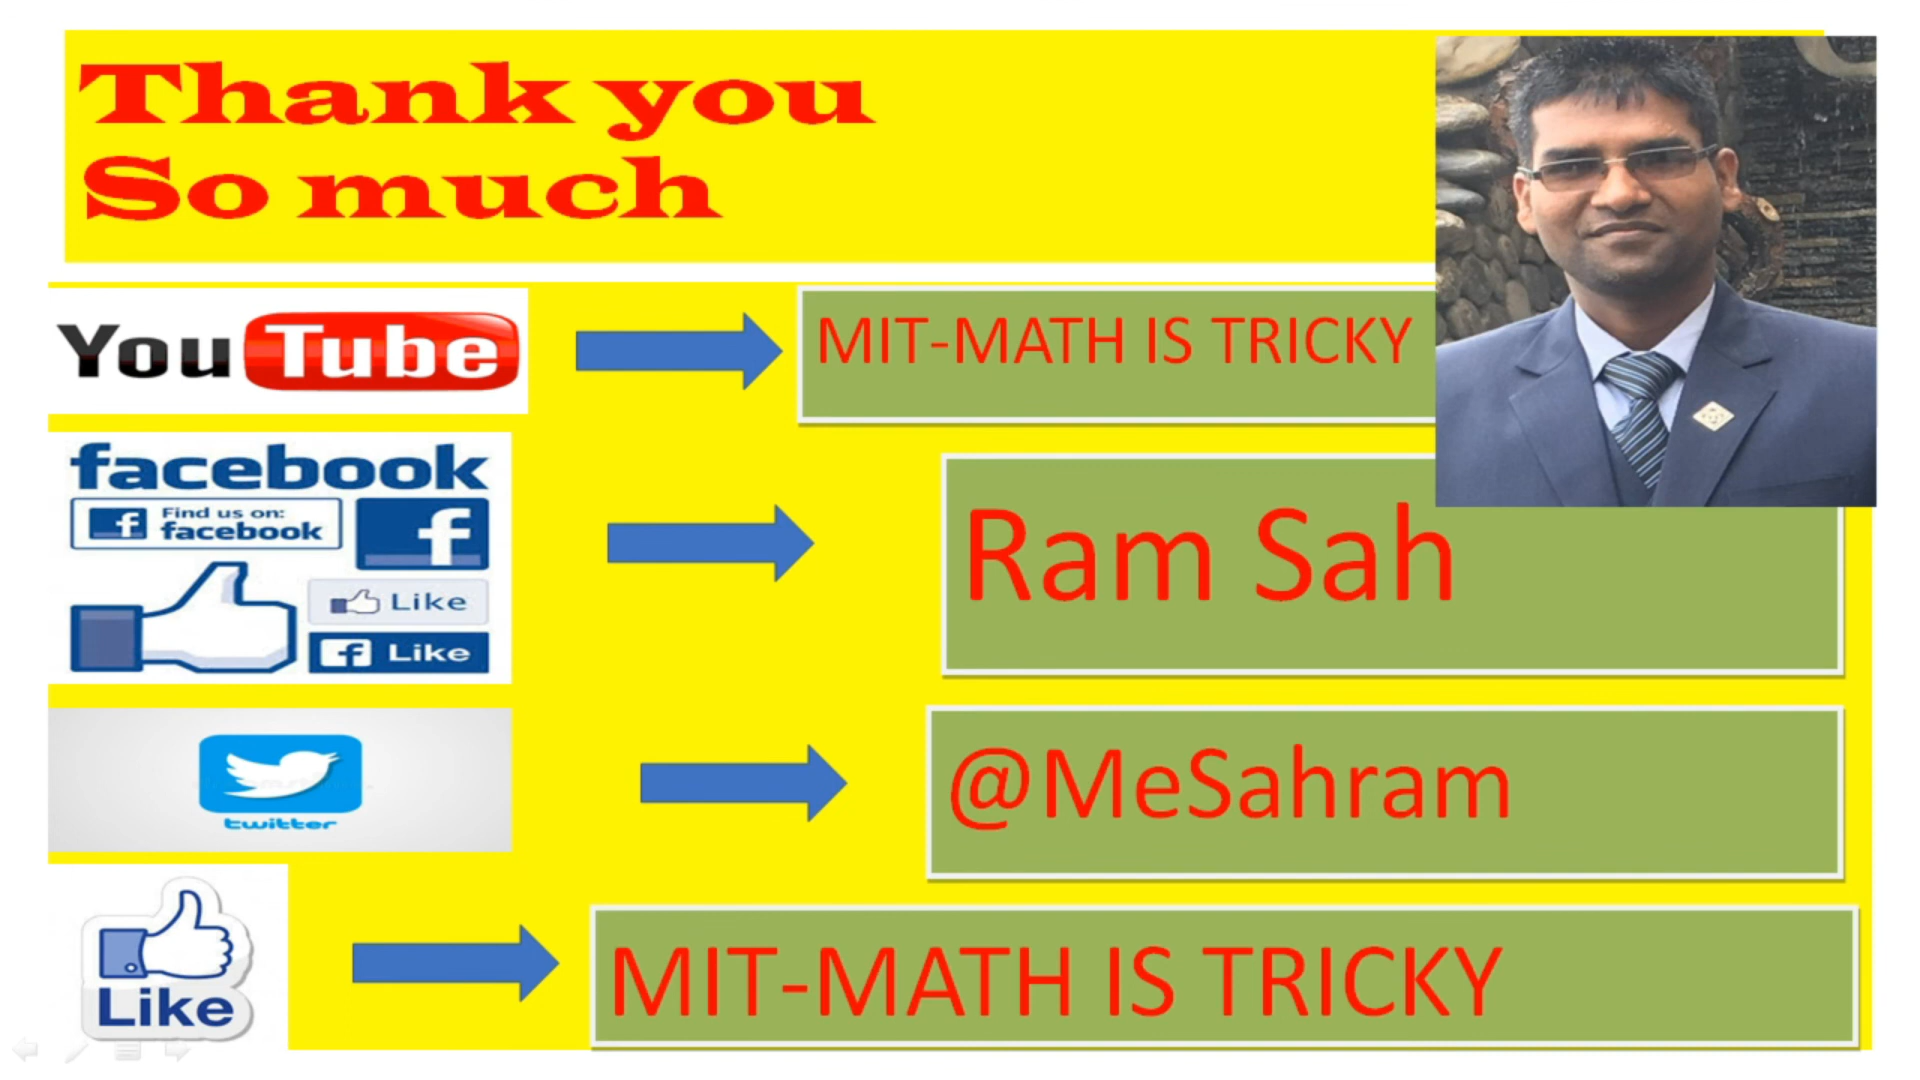 Thank you
So much
YouTube
MIT-MATH IS TRICKY
facebook
Find us on:
facebook
f
Like
f Like
Ram Sah
twitter
@MeSahram
Like
MIT-MATH IS TRICKY